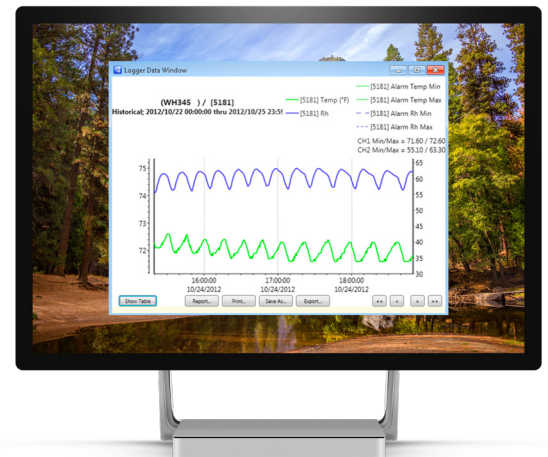 Logger Data Window
[5181] Alarm Temp Min
(WH345 ) / [5181]
[5181] Temp (°F)
[5181] Alarm Temp Max
Historical; 2012/10/22 00:00:00 thru 2012/10/25 23:5
[5181] Rh
[5181] Alarm Rh Min
[5181] Alarm Rh Max
CH1 Min/Max = 71.60 / 72.60
CH2 Min/Max = 55.10 / 63.30
75
74
73
72
65
60
55
50
45
40
35
30
16:00:00 17:00:00 18:00:00
10/24/2012 10/24/2012 10/24/2012
Show Table Report... Print... Save As... Export... << < > >>